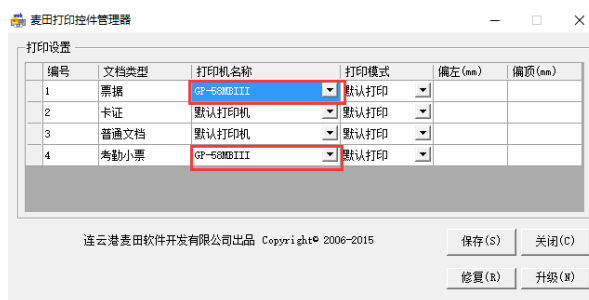 麦田打印控件管理器
打印设置
编号 文档类型 打印机名称 打印模式 偏左(mm) 偏顶(mm)
1 票据 GP-58MBIII 默认打印
2 卡证 默认打印机 默认打印
3 普通文档 默认打印机 默认打印
4 考勤小票 GP-58MBIII 默认打印
连云港麦田软件开发有限公司出品 Copyright© 2006-2015
保存(S) 关闭(C)
修复(R) 升级(N)